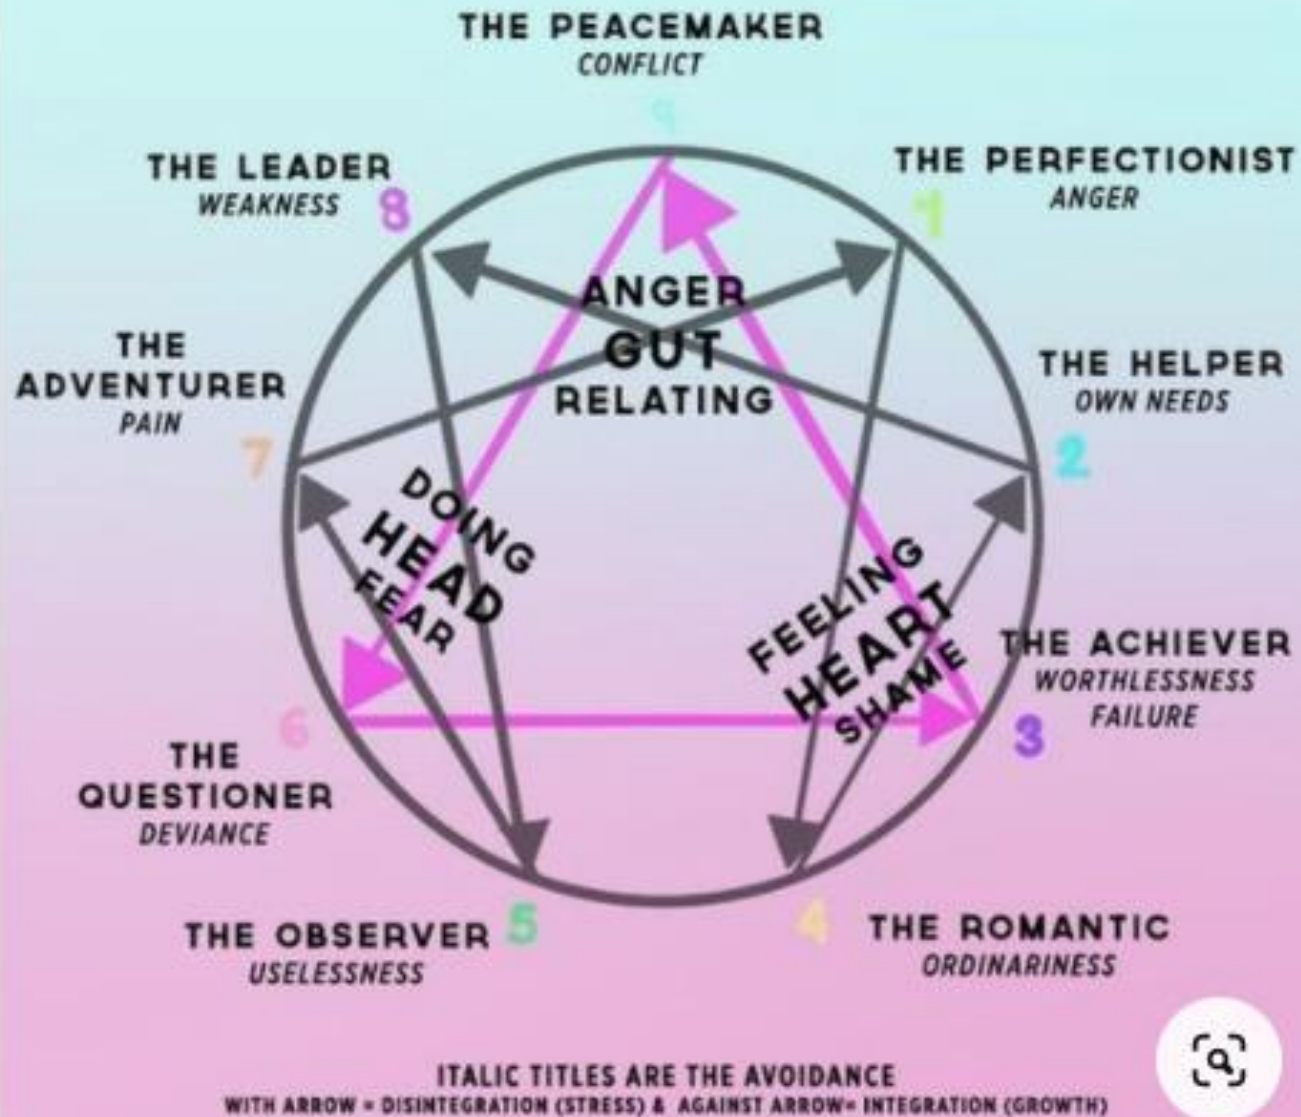 THE PEACEMAKER
CONFLICT
9
THE LEADER
WEAKNESS
8
THE PERFECTIONIST
ANGER
1
THE
ADVENTURER
PAIN
7
THE HELPER
OWN NEEDS
2
ANGER
GUT
RELATING
DOING
HEAD
FEAR
FEELING
HEART
SHAME
THE ACHIEVER
WORTHLESSNESS
FAILURE
3
6
THE
QUESTIONER
DEVIANCE
THE OBSERVER
USELESSNESS
5
4
THE ROMANTIC
ORDINARINESS
ITALIC TITLES ARE THE AVOIDANCE
WITH ARROW = DISINTEGRATION (STRESS) & AGAINST ARROW= INTEGRATION (GROWTH)